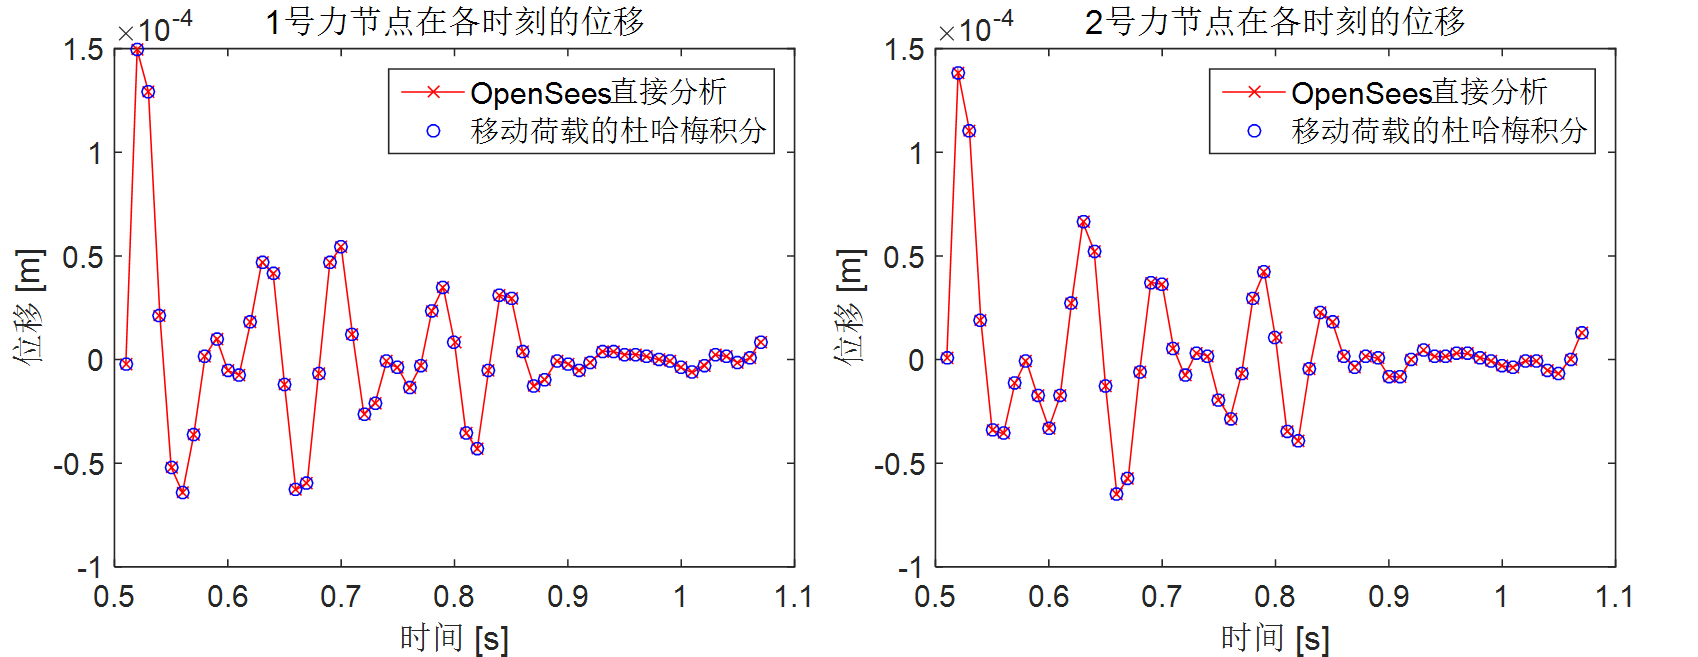 ×10-4
1号力节点在各时刻的位移
1.5
1
0.5
0
-0.5
-1
位移 [m]
OpenSees直接分析
移动荷载的杜哈梅积分
0.5 0.6 0.7 0.8 0.9 1 1.1
时间 [s]
×10-4
2号力节点在各时刻的位移
1.5
1
0.5
0
-0.5
-1
位移 [m]
OpenSees直接分析
移动荷载的杜哈梅积分
0.5 0.6 0.7 0.8 0.9 1 1.1
时间 [s]